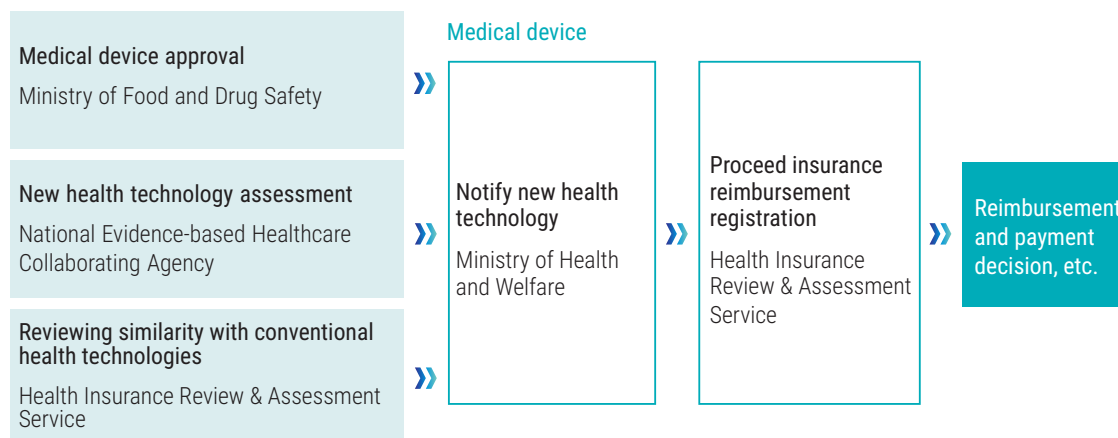 Medical device
Medical device approval
Ministry of Food and Drug Safety
New health technology assessment
National Evidence-based Healthcare
Collaborating Agency
Reviewing similarity with conventional
health technologies
Health Insurance Review & Assessment
Service
Notify new health
technology
Ministry of Health
and Welfare
Proceed insurance
reimbursement
registration
Health Insurance
Review & Assessment
Service
Reimbursement
and payment
decision, etc.